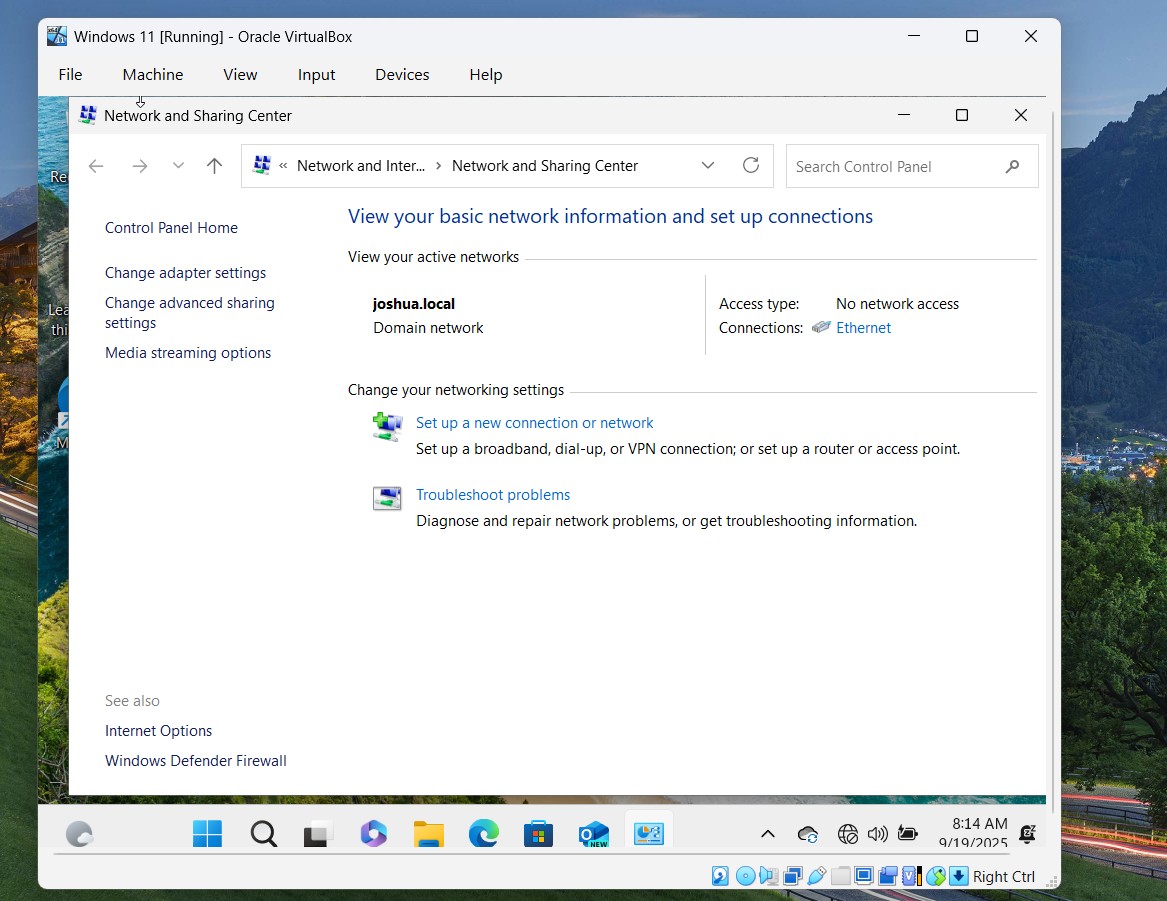 Windows 11 [Running] - Oracle VirtualBox
File Machine View Input Devices Help
Network and Sharing Center
« Network and Inter... › Network and Sharing Center
Search Control Panel
Re
Lea
thi
M
Control Panel Home
Change adapter settings
Change advanced sharing
settings
Media streaming options
View your basic network information and set up connections
View your active networks
joshua.local
Domain network
Access type: No network access
Connections: Ethernet
Change your networking settings
Set up a new connection or network
Set up a broadband, dial-up, or VPN connection; or set up a router or access point.
Troubleshoot problems
Diagnose and repair network problems, or get troubleshooting information.
See also
Internet Options
Windows Defender Firewall
NEW
8:14 AM
9/19/2025
Right Ctrl